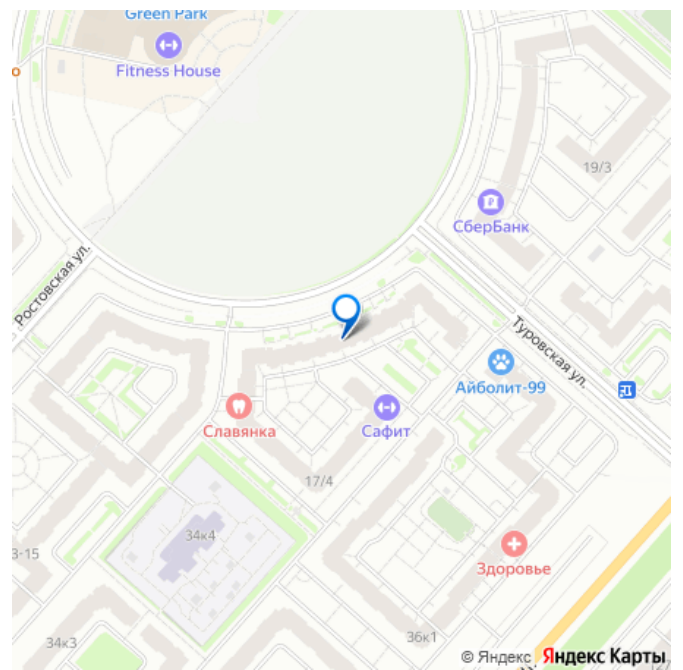 Green Park
Fitness House
о
19/3
СберБанк
Ростовская ул.
Туровская ул.
Айболит-99
Славянка
Сафит
17/4
34к4
3-15
Здоровье
34к3
36к1
© Яндекс Яндекс Карты